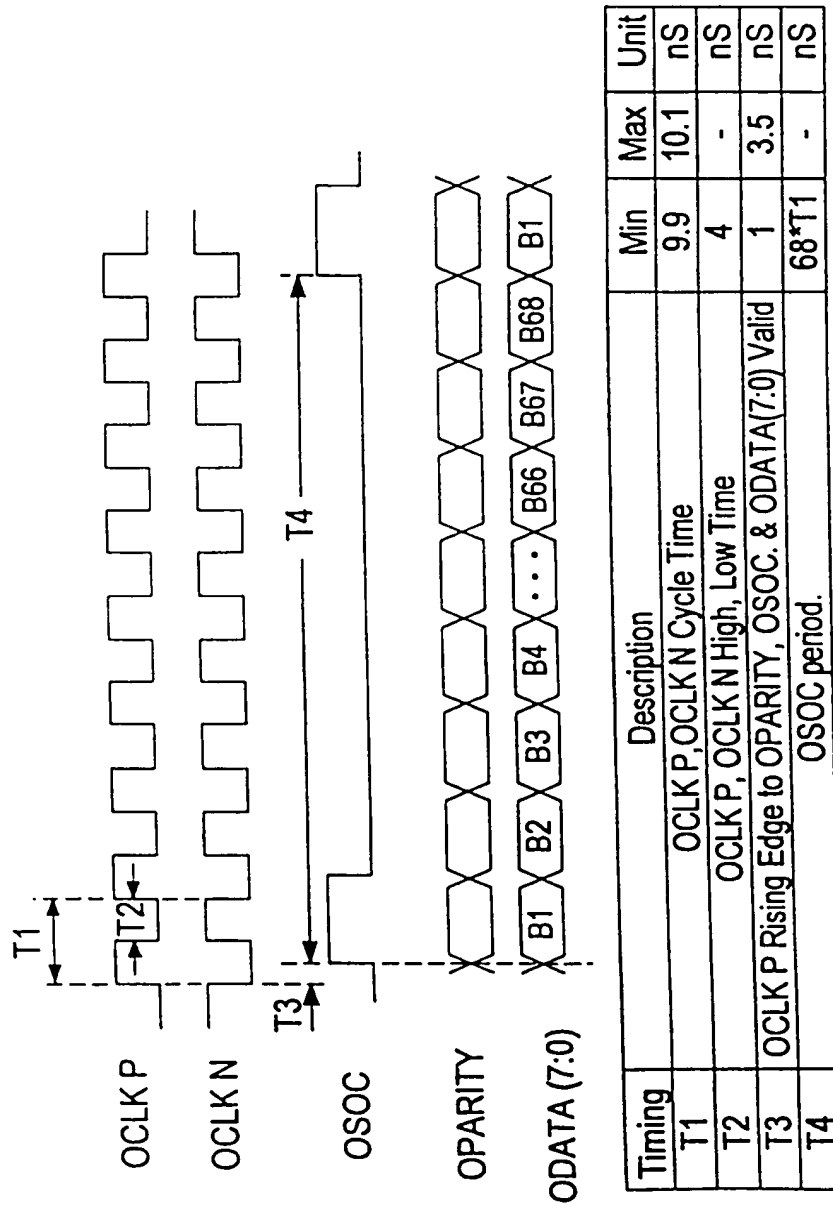 T1
T2
OCLK P
OCLK N
T3
T4
OSOC
OPARITY
ODATA (7:0)
B1 B2 B3 B4 • • • B66 B67 B68 B1
Timing Description Min Max Unit
T1 OCLK P, OCLK N Cycle Time 9.9 10.1 nS
T2 OCLK P, OCLK N High, Low Time 4 - nS
T3 OCLK P Rising Edge to OPARITY, OSOC. & ODATA(7:0) Valid 1 3.5 nS
T4 OSOC period. 68*T1 - nS